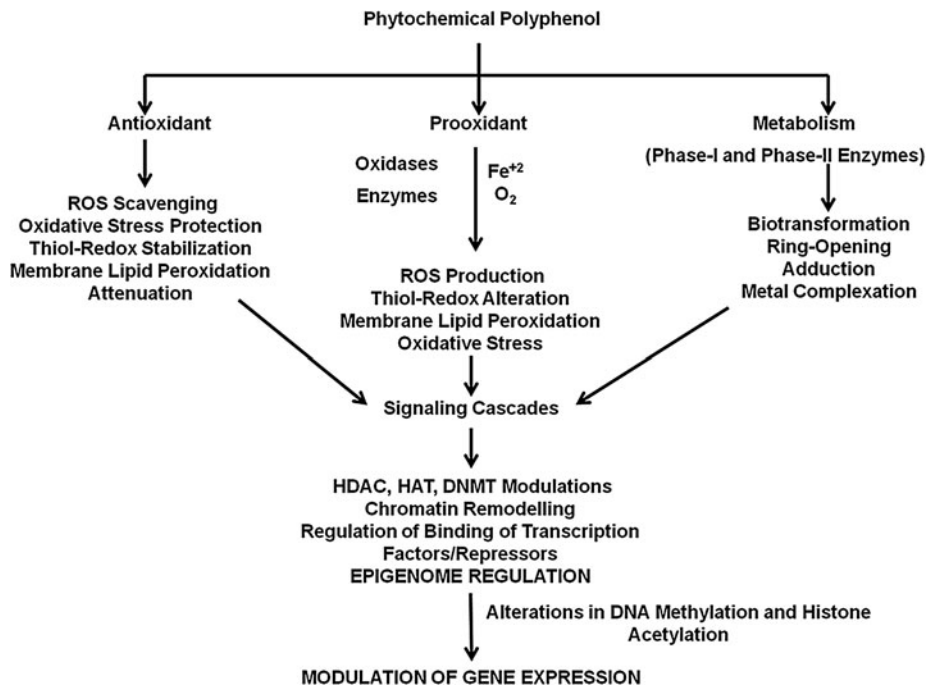 Phytochemical Polyphenol
Antioxidant
ROS Scavenging
Oxidative Stress Protection
Thiol-Redox Stabilization
Membrane Lipid Peroxidation
Attenuation
Prooxidant
Oxidases
Enzymes
Fe+2
O2
ROS Production
Thiol-Redox Alteration
Membrane Lipid Peroxidation
Oxidative Stress
Metabolism
(Phase-I and Phase-II Enzymes)
Biotransformation
Ring-Opening
Adduction
Metal Complexation
Signaling Cascades
HDAC, HAT, DNMT Modulations
Chromatin Remodelling
Regulation of Binding of Transcription
Factors/Repressors
EPIGENOME REGULATION
Alterations in DNA Methylation and Histone
Acetylation
MODULATION OF GENE EXPRESSION